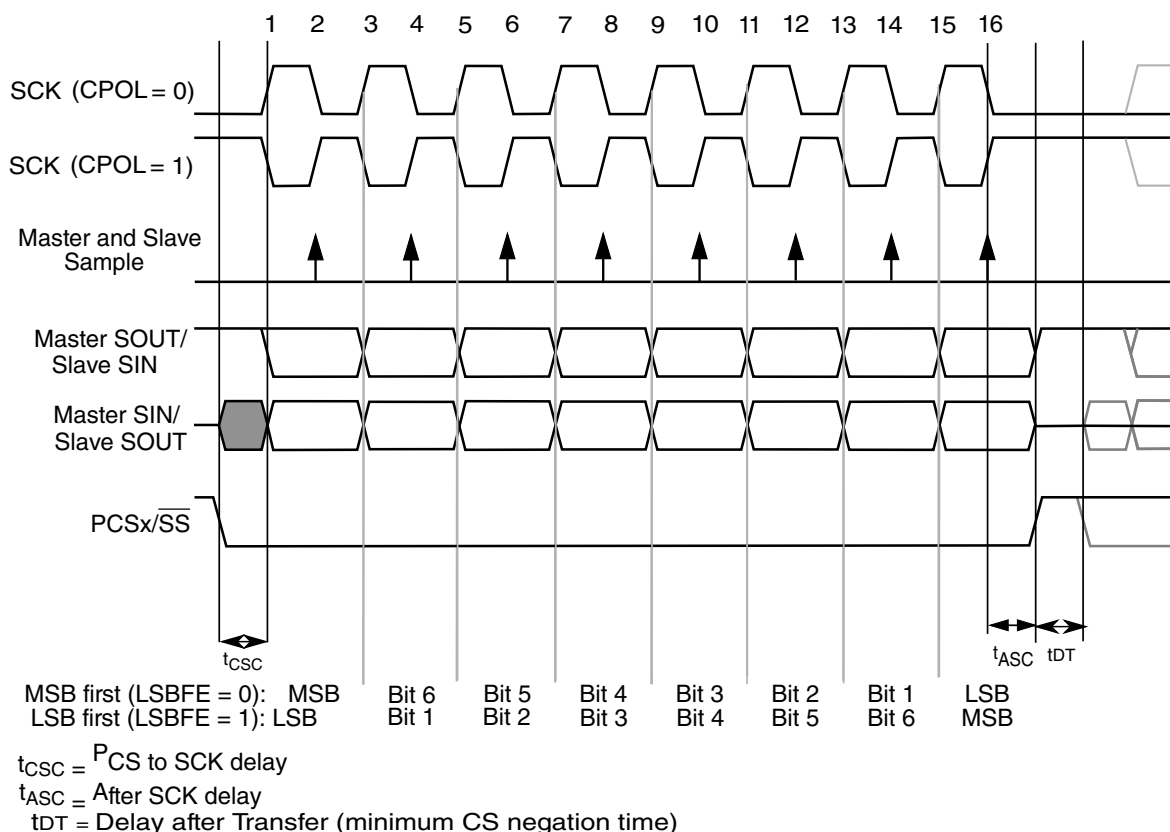 1 2 3 4 5 6 7 8 9 10 11 12 13 14 15 16
SCK (CPOL = 0)
SCK (CPOL = 1)
Master and Slave
Sample
Master SOUT/
Slave SIN
Master SIN/
Slave SOUT
PCSx/SS
tCSC
tASC
tDT
MSB first (LSBFE = 0): MSB Bit 6 Bit 5 Bit 4 Bit 3 Bit 2 Bit 1 LSB
LSB first (LSBFE = 1): LSB Bit 1 Bit 2 Bit 3 Bit 4 Bit 5 Bit 6 MSB
tCSC = PCS to SCK delay
tASC = After SCK delay
tDT = Delay after Transfer (minimum CS negation time)